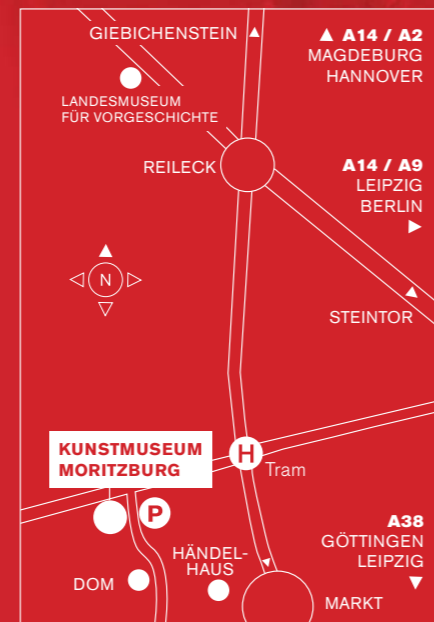 GIEBICHENSTEIN
▲ A14 / A2
MAGDEBURG
HANNOVER
LANDESMUSEUM
FÜR VORGESCHICHTE
REILECK
A14 / A9
LEIPZIG
BERLIN
▶
N
STEINTOR
KUNSTMUSEUM
MORITZBURG
H
Tram
P
A38
GÖTTINGEN
LEIPZIG
▼
HÄNDEL-
HAUS
DOM
MARKT